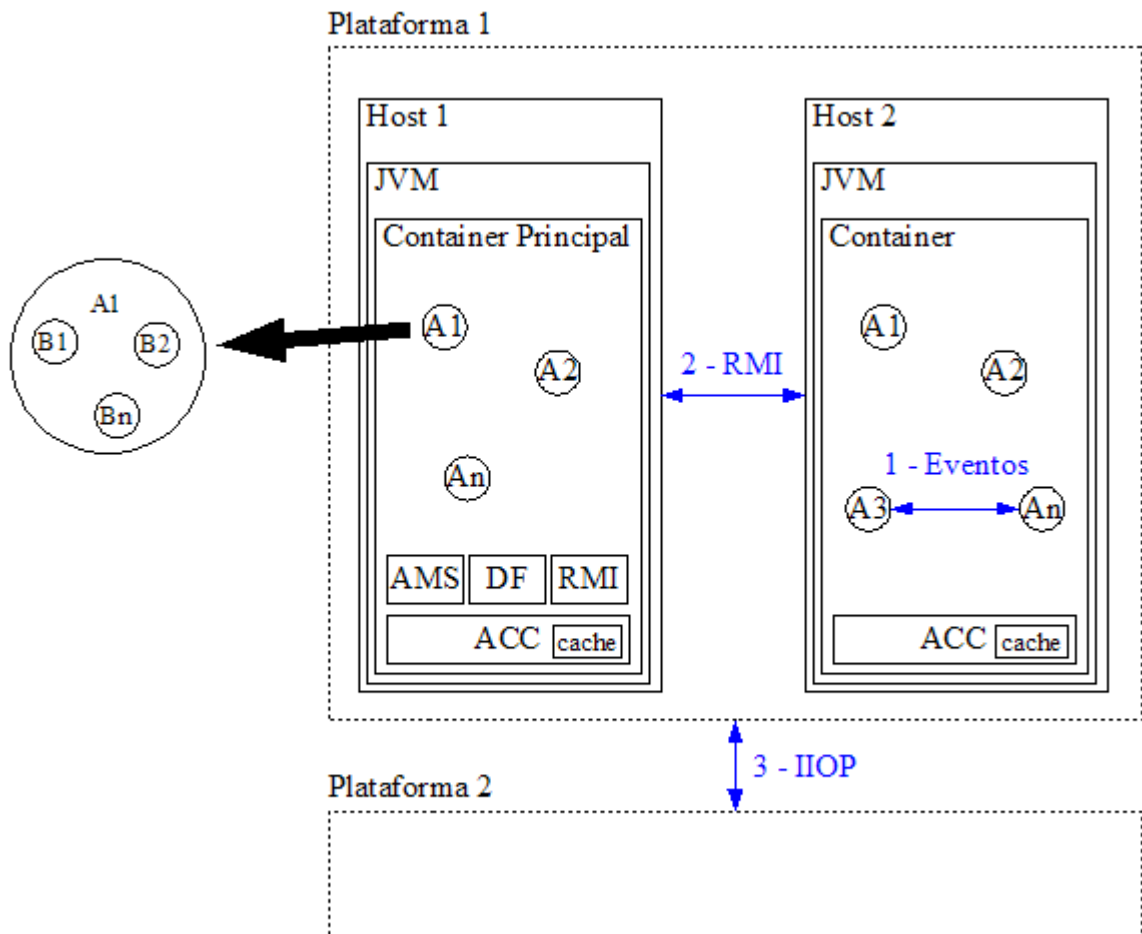 Plataforma 1
Host 1
JVM
Container Principal
A1
A2
An
AMS DF RMI
ACC cache
A1
B1 B2
Bn
2 - RMI
Host 2
JVM
Container
A1
A2
1 - Eventos
A3 An
ACC cache
3 - IIOP
Plataforma 2